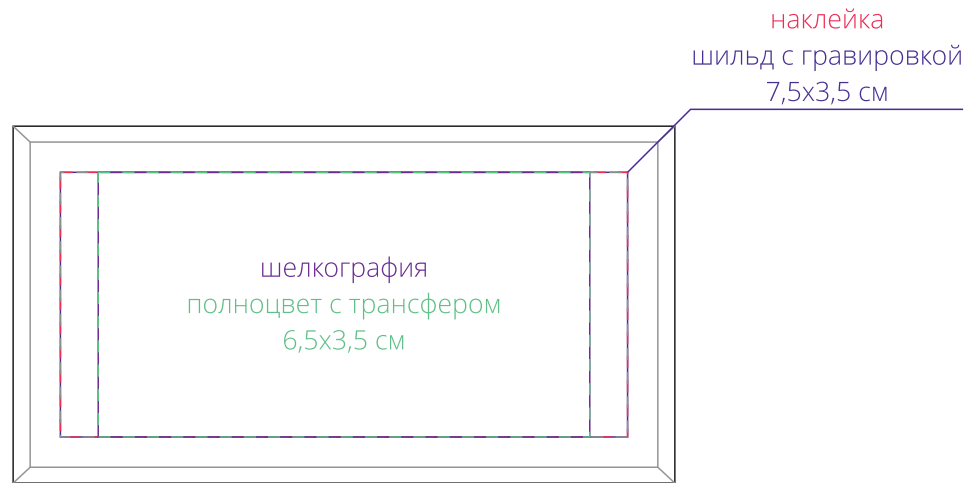 наклейка
шильд с гравировкой
7,5х3,5 см
шелкография
полноцвет с трансфером
6,5х3,5 см